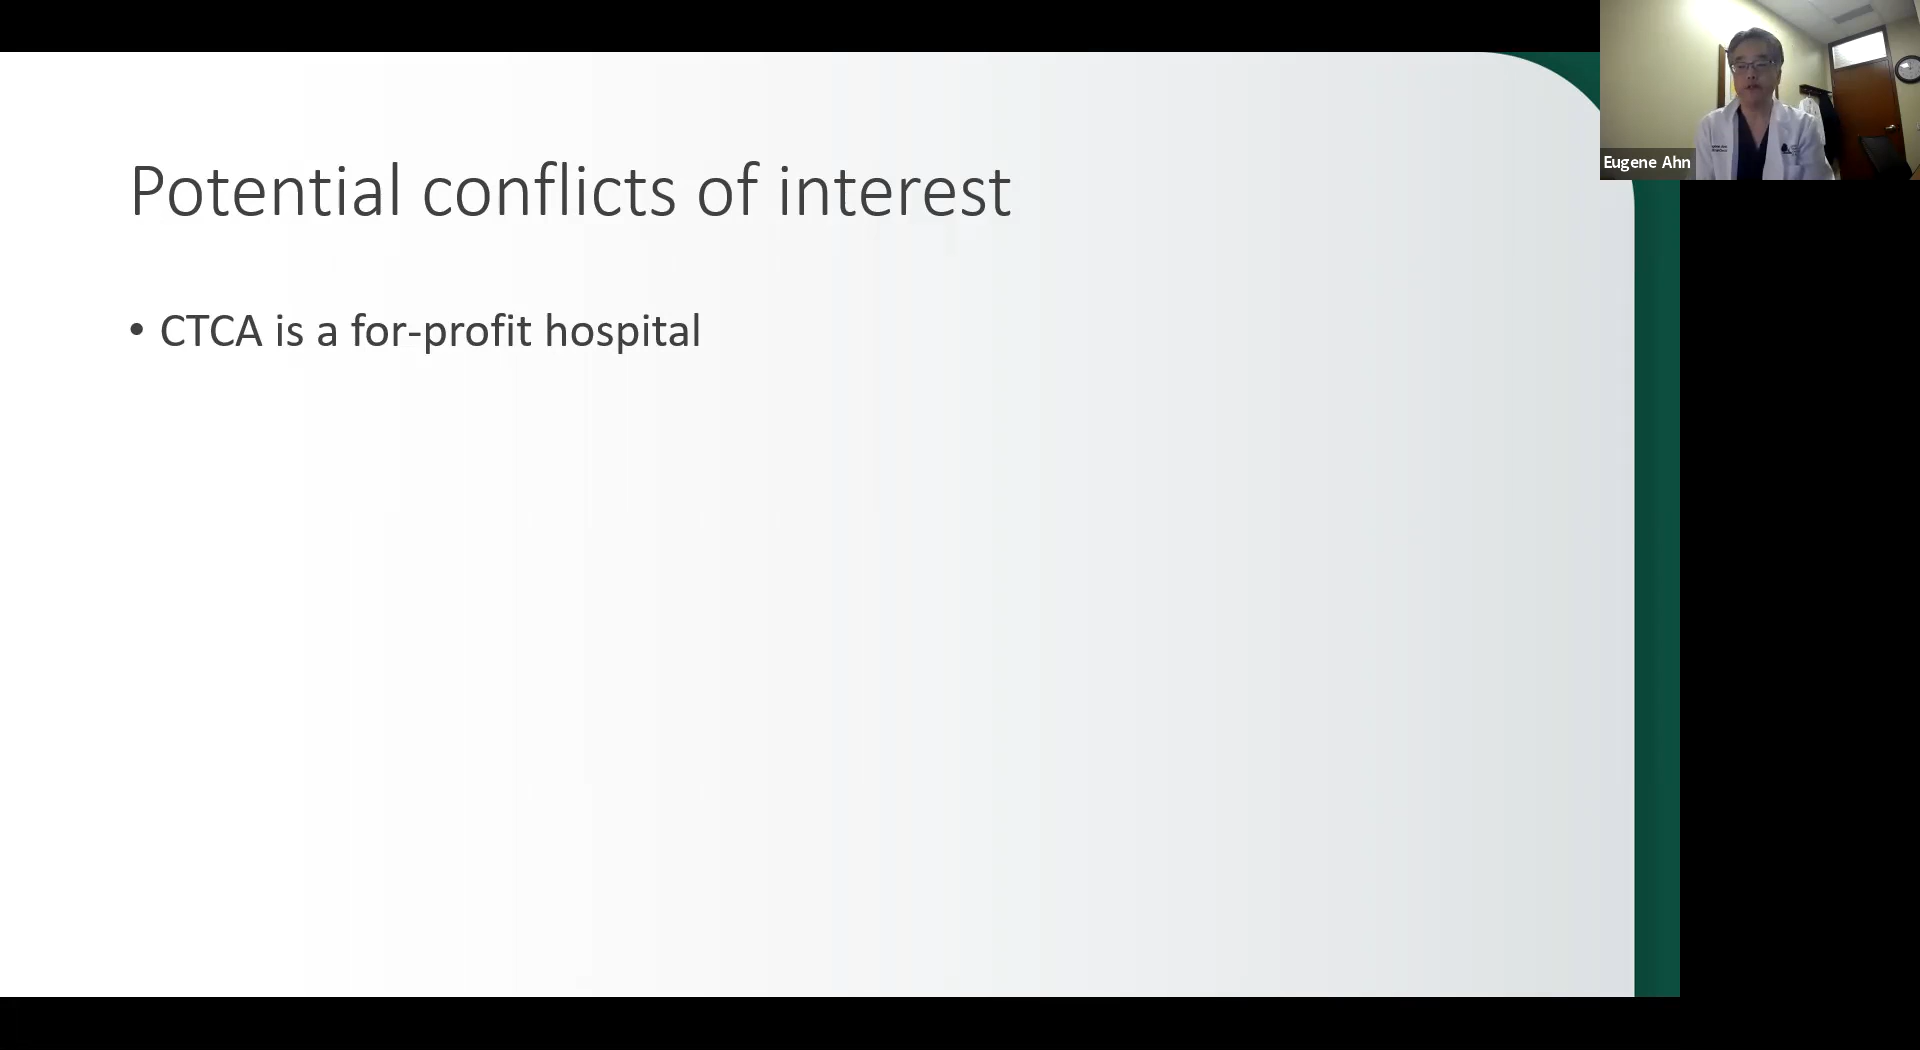 Potential conflicts of interest
• CTCA is a for-profit hospital
Eugene Ahn